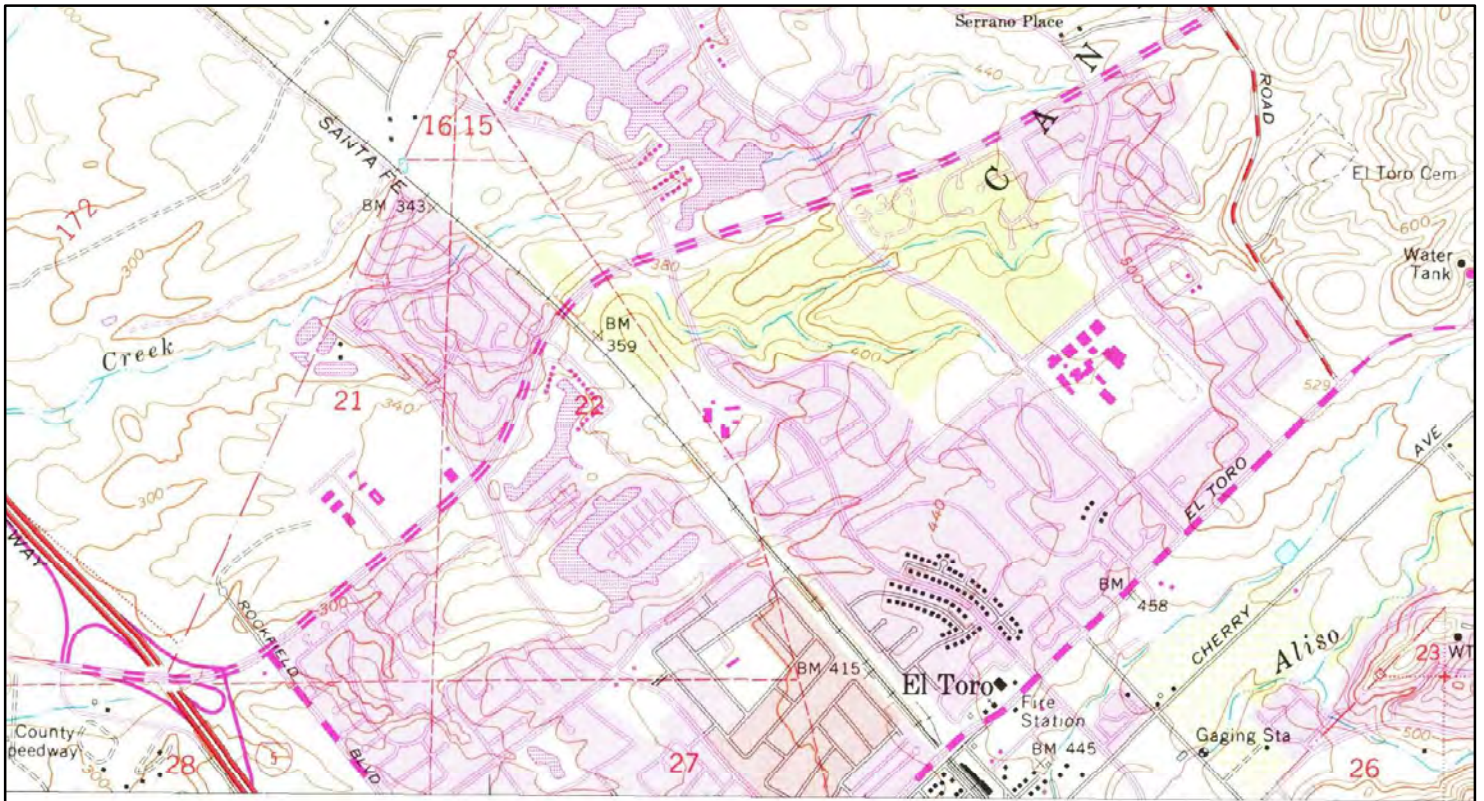 Serrano Place
ROAD
440
C A N
16 15
SANTA FE
BM 343
El Toro Cem
600
Water
Tank
172
300
380
500
BM
359
400
Creek
21
340
22
529
AVE
300
EL TORO
440
WAY
BM
458
ROCKFIELD
BLVD
300
CHERRY
Aliso
23
WT
BM 415
El Toro
Fire
Station
County
peedway
28
5
300
27
BM 445
Gaging Sta
26
500